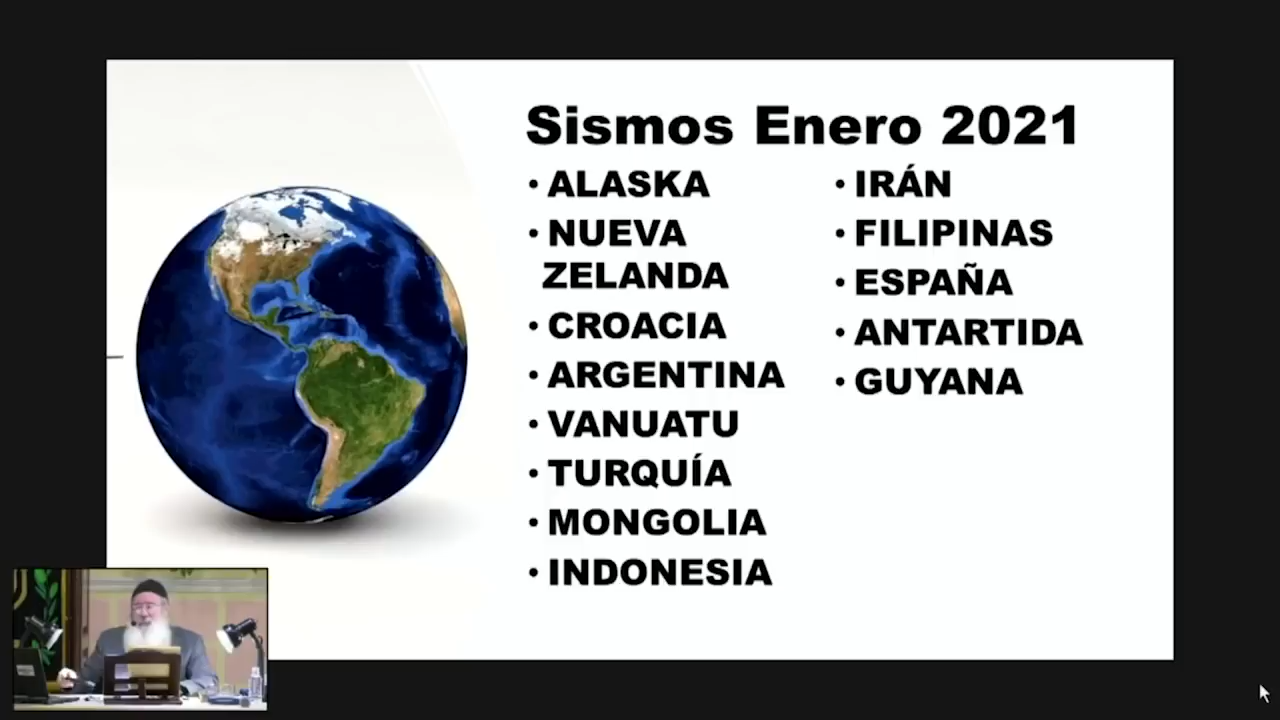 Sismos Enero 2021
• ALASKA
• NUEVA
ZELANDA
• CROACIA
• ARGENTINA
• VANUATU
• TURQUÍA
• MONGOLIA
• INDONESIA
• IRÁN
• FILIPINAS
• ESPAÑA
• ANTARTIDA
• GUYANA